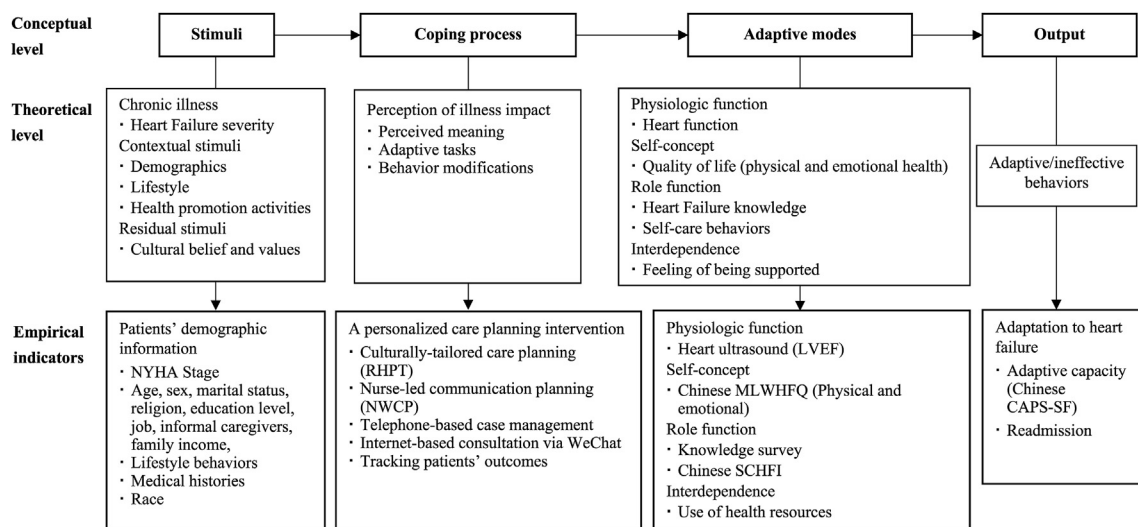 Conceptual level
Stimuli
Coping process
Adaptive modes
Output
Theoretical level
Chronic illness
· Heart Failure severity
Contextual stimuli
· Demographics
· Lifestyle
· Health promotion activities
Residual stimuli
· Cultural belief and values
Perception of illness impact
· Perceived meaning
· Adaptive tasks
· Behavior modifications
Physiologic function
· Heart function
Self-concept
· Quality of life (physical and emotional health)
Role function
· Heart Failure knowledge
· Self-care behaviors
Interdependence
· Feeling of being supported
Adaptive/ineffective
behaviors
Empirical indicators
Patients' demographic
information
· NYHA Stage
· Age, sex, marital status,
religion, education level,
job, informal caregivers,
family income,
· Lifestyle behaviors
· Medical histories
· Race
A personalized care planning intervention
· Culturally-tailored care planning
(RHPT)
· Nurse-led communication planning
(NWCP)
· Telephone-based case management
· Internet-based consultation via WeChat
· Tracking patients' outcomes
Physiologic function
· Heart ultrasound (LVEF)
Self-concept
· Chinese MLWHFQ (Physical and
emotional)
Role function
· Knowledge survey
· Chinese SCHFI
Interdependence
· Use of health resources
Adaptation to heart
failure
· Adaptive capacity
(Chinese
CAPS-SF)
· Readmission